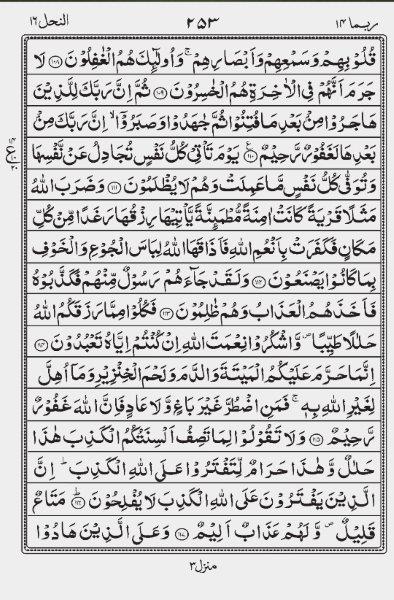 ربما ١٤ ٢٥٣ النحل ١٦
قُلُوْبِهِمْ وَسَمْعِهِمْ وَاَبْصَارِهِمْ ۚ وَاُولٰٓئِكَ هُمُ الْغٰفِلُوْنَ ﴿١٠٨﴾ لَا
جَرَمَ اَنَّهُمْ فِي الْاٰخِرَةِ هُمُ الْخٰسِرُوْنَ ﴿١٠٩﴾ ثُمَّ اِنَّ رَبَّكَ لِلَّذِيْنَ
هَاجَرُوْا مِنْۢ بَعْدِ مَا فُتِنُوْا ثُمَّ جٰهَدُوْا وَصَبَرُوْٓا ۙ اِنَّ رَبَّكَ مِنْۢ
بَعْدِهَا لَغَفُوْرٌ رَّحِيْمٌ ﴿١١٠﴾ يَوْمَ تَاْتِيْ كُلُّ نَفْسٍ تُجَادِلُ عَنْ نَّفْسِهَا
وَتُوَفّٰى كُلُّ نَفْسٍ مَّا عَمِلَتْ وَهُمْ لَا يُظْلَمُوْنَ ﴿١١١﴾ وَضَرَبَ اللّٰهُ
مَثَلًا قَرْيَةً كَانَتْ اٰمِنَةً مُّطْمَئِنَّةً يَّاْتِيْهَا رِزْقُهَا رَغَدًا مِّنْ كُلِّ
مَكَانٍ فَكَفَرَتْ بِاَنْعُمِ اللّٰهِ فَاَذَاقَهَا اللّٰهُ لِبَاسَ الْجُوْعِ وَالْخَوْفِ
بِمَا كَانُوْا يَصْنَعُوْنَ ﴿١١٢﴾ وَلَقَدْ جَآءَهُمْ رَسُوْلٌ مِّنْهُمْ فَكَذَّبُوْهُ
فَاَخَذَهُمُ الْعَذَابُ وَهُمْ ظٰلِمُوْنَ ﴿١١٣﴾ فَكُلُوْا مِمَّا رَزَقَكُمُ اللّٰهُ
حَلٰلًا طَيِّبًا ۖ وَّاشْكُرُوْا نِعْمَتَ اللّٰهِ اِنْ كُنْتُمْ اِيَّاهُ تَعْبُدُوْنَ ﴿١١٤﴾
اِنَّمَا حَرَّمَ عَلَيْكُمُ الْمَيْتَةَ وَالدَّمَ وَلَحْمَ الْخِنْزِيْرِ وَمَآ اُهِلَّ
لِغَيْرِ اللّٰهِ بِهٖ ۚ فَمَنِ اضْطُرَّ غَيْرَ بَاغٍ وَّلَا عَادٍ فَاِنَّ اللّٰهَ غَفُوْرٌ
رَّحِيْمٌ ﴿١١٥﴾ وَلَا تَقُوْلُوْا لِمَا تَصِفُ اَلْسِنَتُكُمُ الْكَذِبَ هٰذَا
حَلٰلٌ وَّهٰذَا حَرَامٌ لِّتَفْتَرُوْا عَلَى اللّٰهِ الْكَذِبَ ؕ اِنَّ
الَّذِيْنَ يَفْتَرُوْنَ عَلَى اللّٰهِ الْكَذِبَ لَا يُفْلِحُوْنَ ﴿١١٦﴾ مَتَاعٌ
قَلِيْلٌ ۪ وَّلَهُمْ عَذَابٌ اَلِيْمٌ ﴿١١٧﴾ وَعَلَى الَّذِيْنَ هَادُوْا
منزل ٣